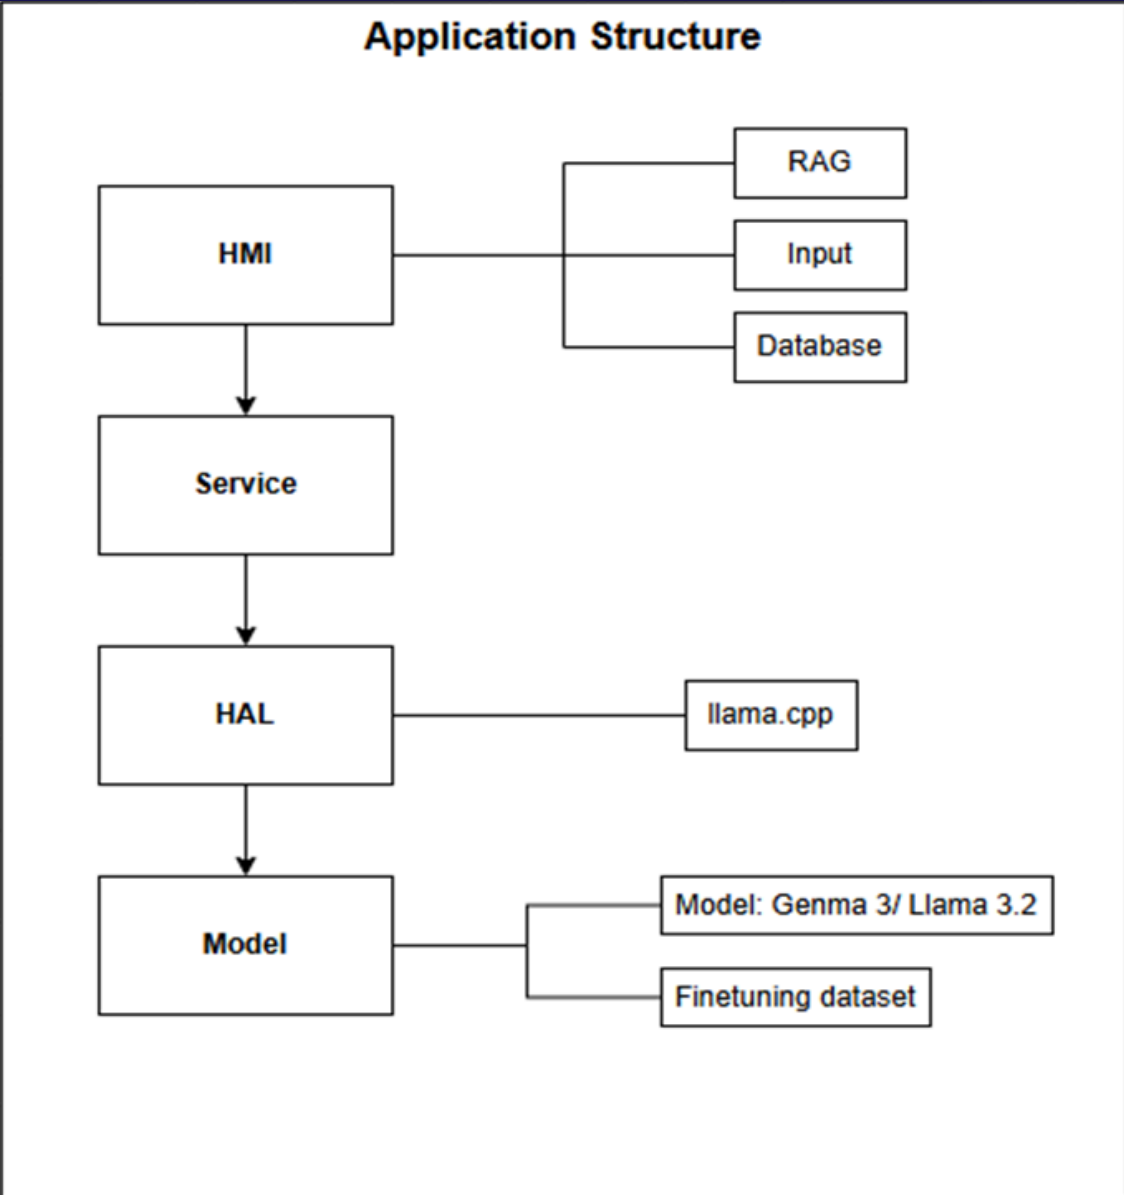 Application Structure
RAG
HMI
Input
Database
Service
HAL
llama.cpp
Model: Genma 3/ Llama 3.2
Model
Finetuning dataset